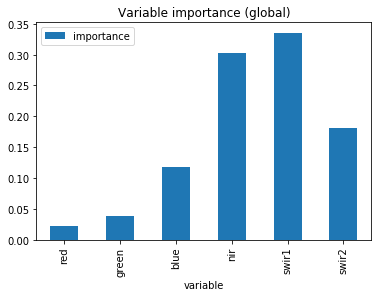 Variable importance (global)
importance
0.35
0.30
0.25
0.20
0.15
0.10
0.05
0.00
red
green
blue
nir
swir1
swir2
variable